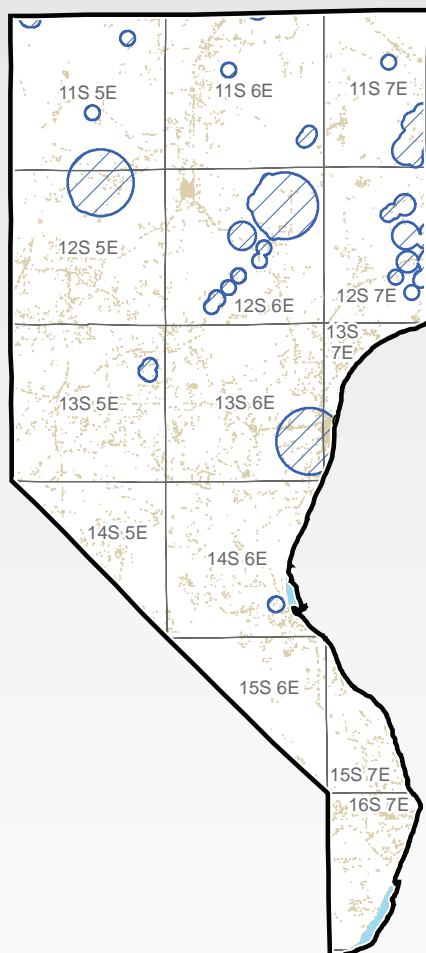 11S 5E
11S 6E
11S 7E
12S 5E
12S 6E
12S 7E
13S
7E
13S 5E
13S 6E
14S 5E
14S 6E
15S 6E
15S 7E
16S 7E